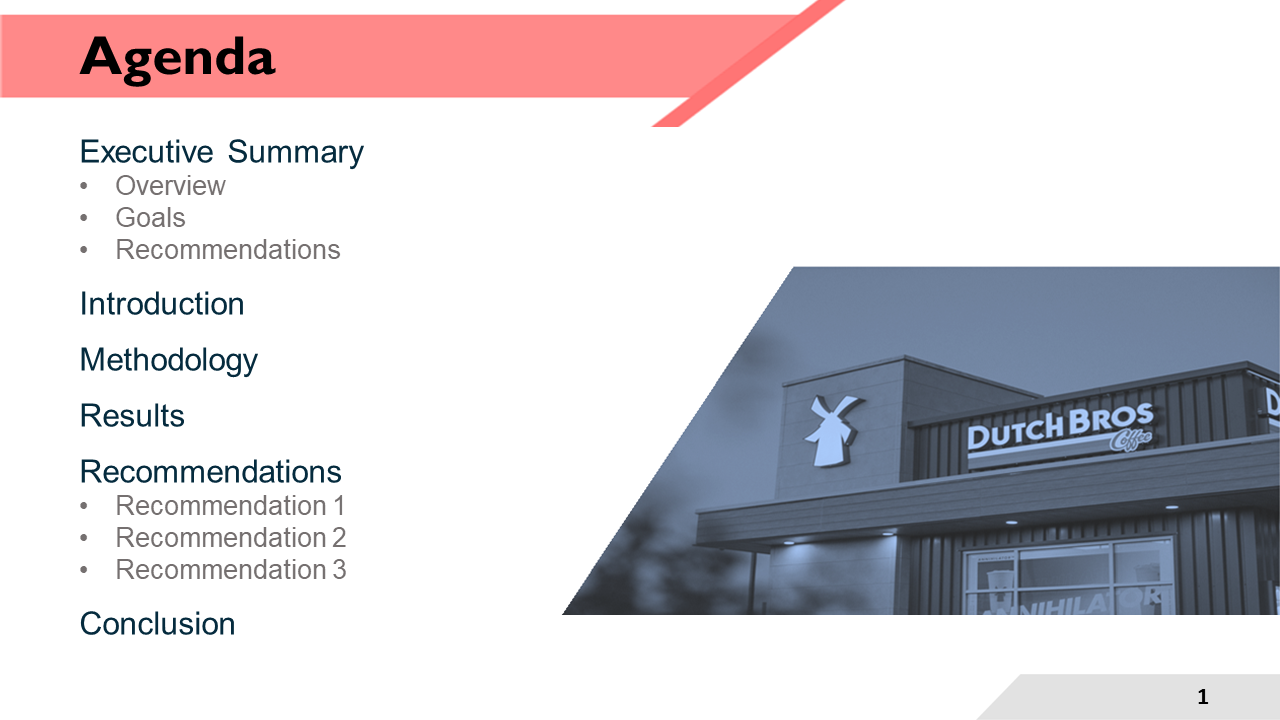 Agenda
Executive Summary
• Overview
• Goals
• Recommendations
Introduction
Methodology
Results
Recommendations
• Recommendation 1
• Recommendation 2
• Recommendation 3
Conclusion
DUTCH BROS
Coffee
ANNIHILATOR
1